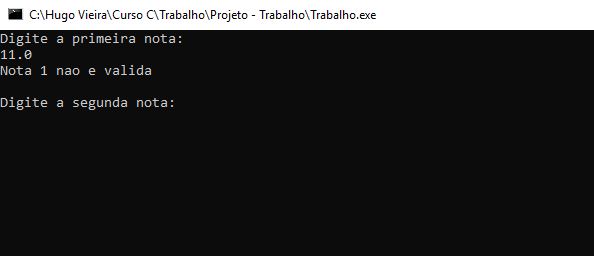 C:\Hugo Vieira\Curso C\Trabalho\Projeto - Trabalho\Trabalho.exe
Digite a primeira nota:
11.0
Nota 1 nao e valida
Digite a segunda nota: